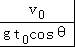 v₀
g t₀ cos θ